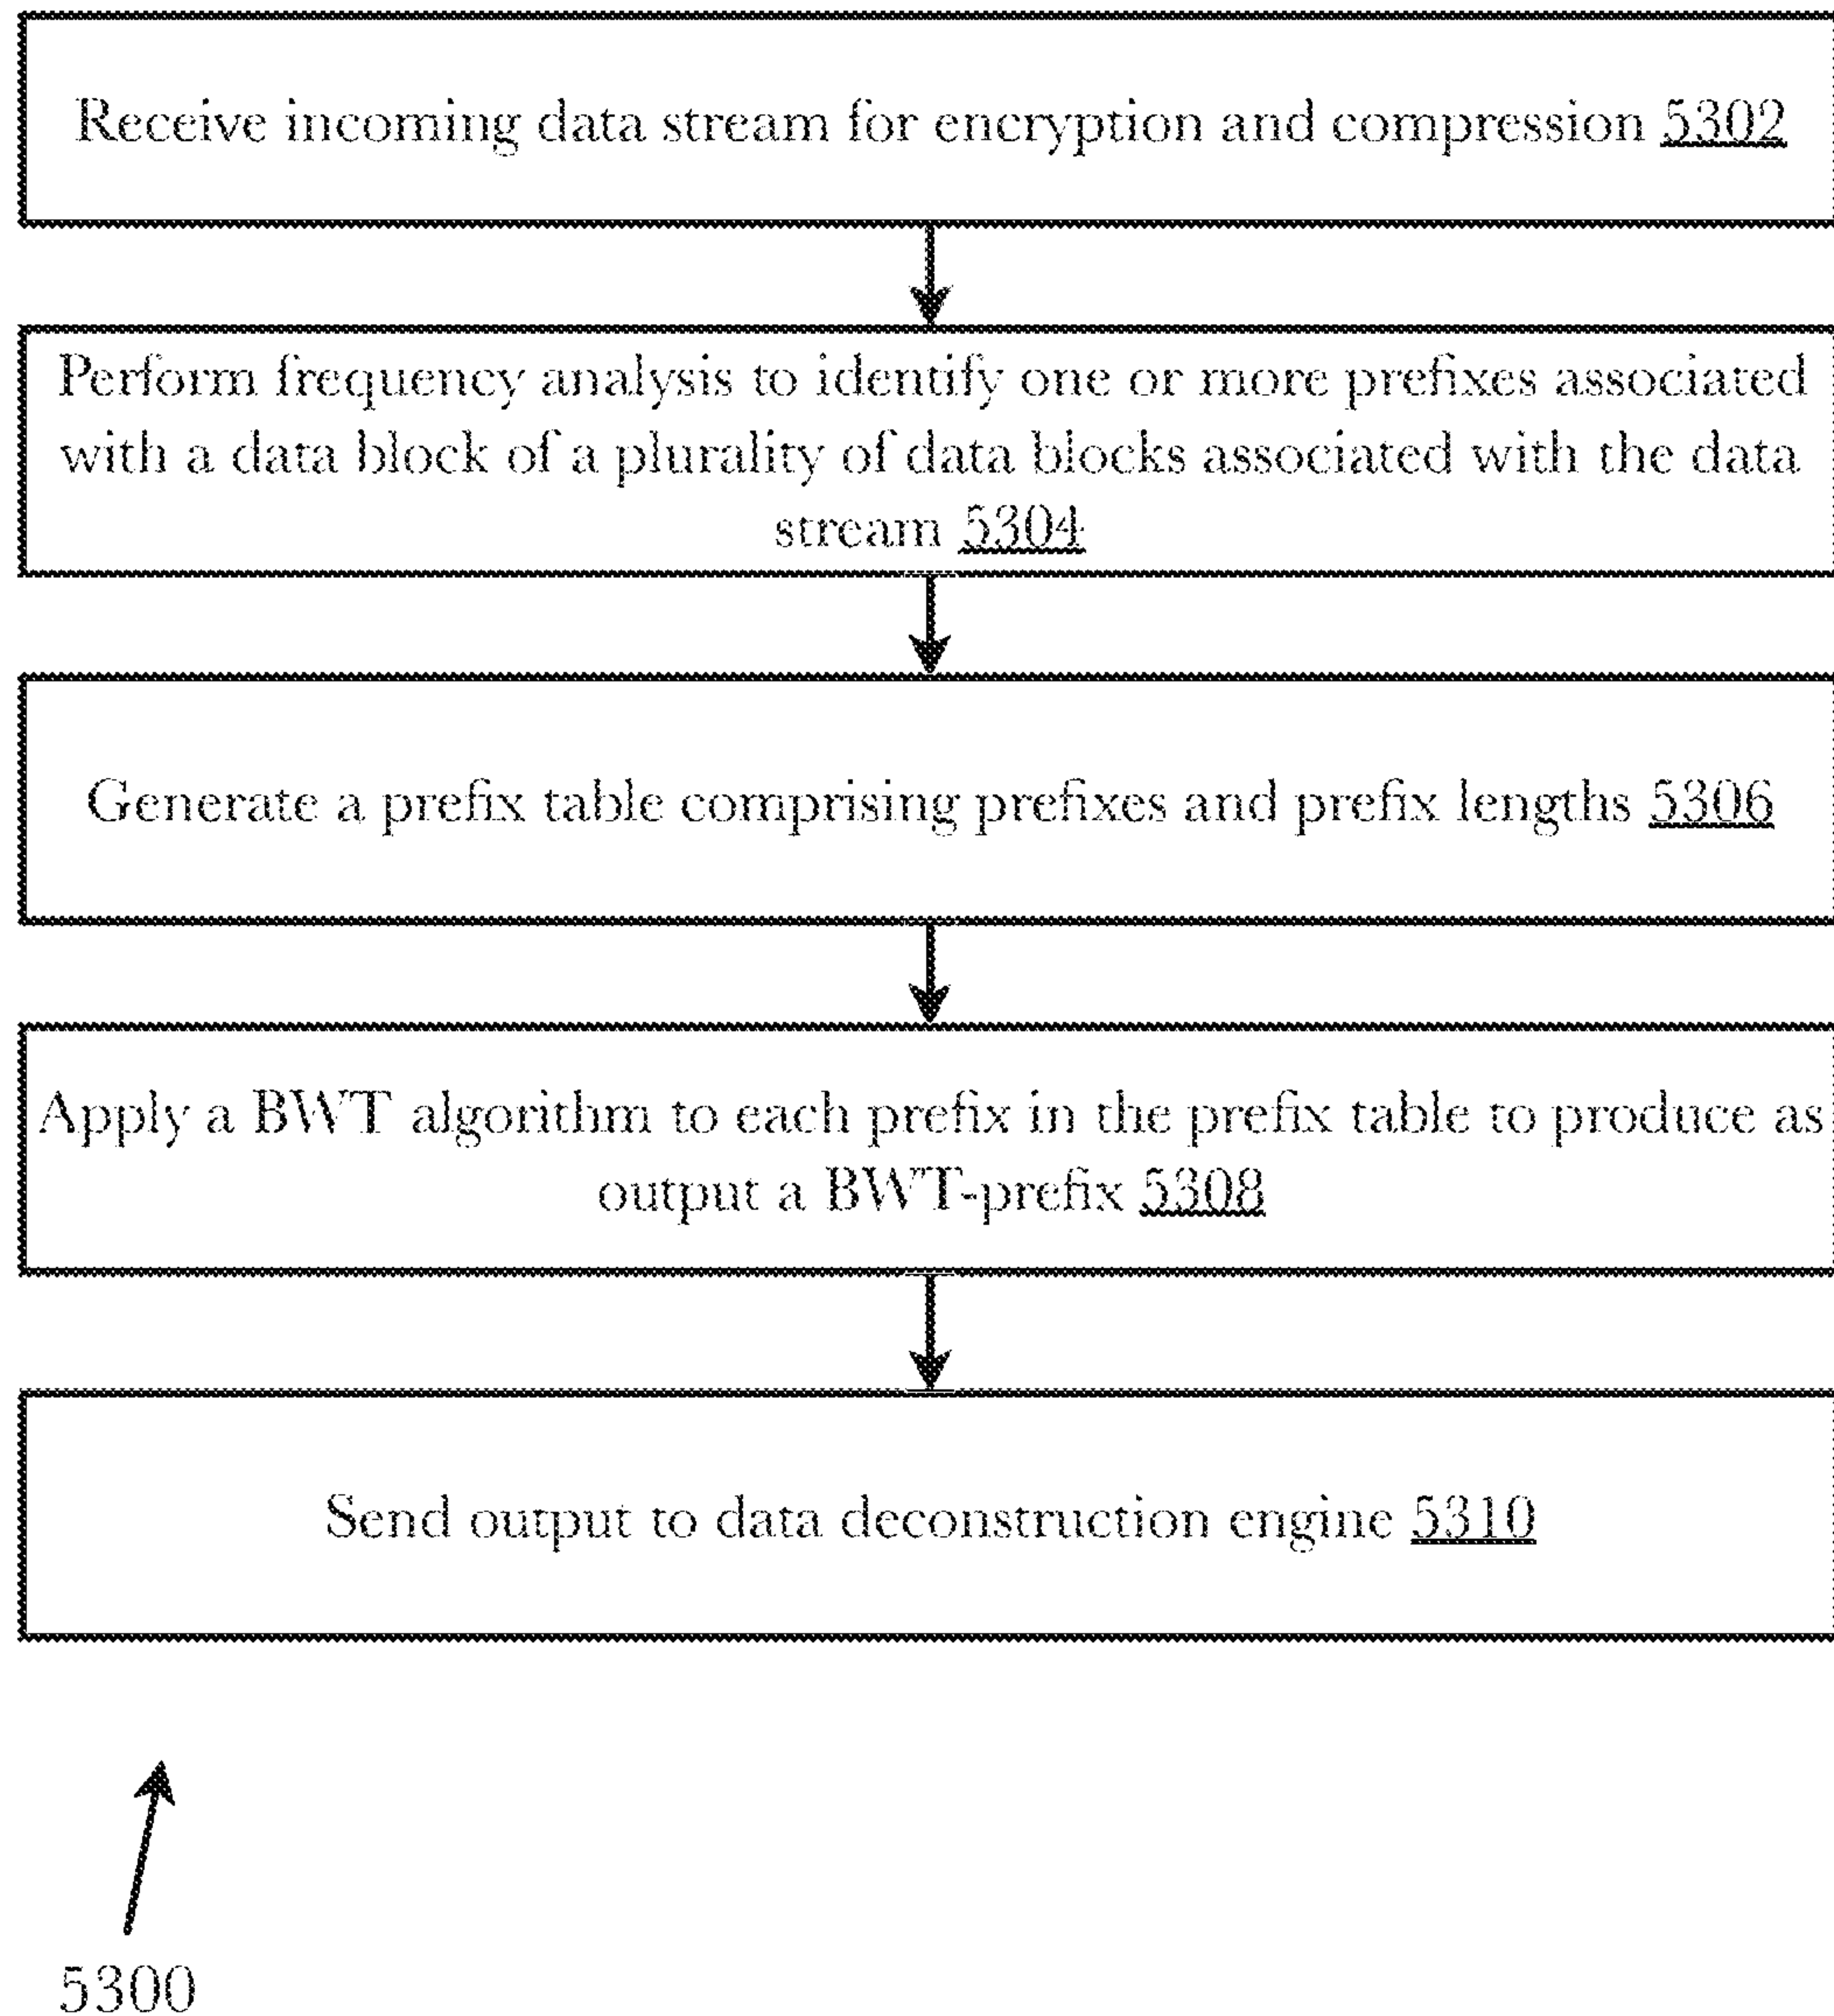 Receive incoming data stream for encryption and compression 5302
Perform frequency analysis to identify one or more prefixes associated
with a data block of a plurality of data blocks associated with the data
stream 5304
Generate a prefix table comprising prefixes and prefix lengths 5306
Apply a BWT algorithm to each prefix in the prefix table to produce as
output a BWT-prefix 5308
Send output to data deconstruction engine 5310
5300